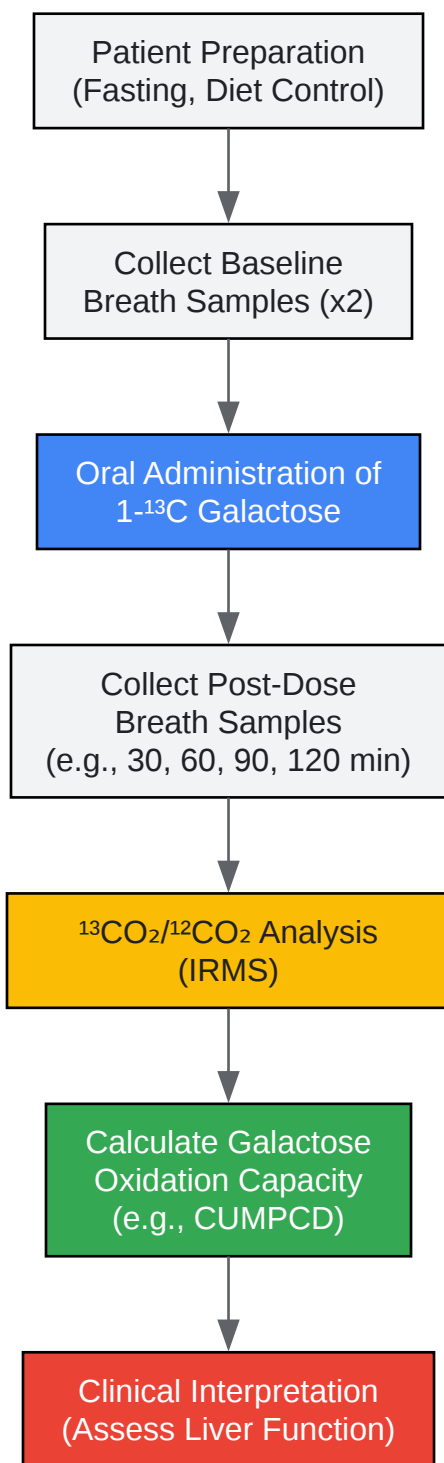 Patient Preparation
(Fasting, Diet Control)
Collect Baseline
Breath Samples (x2)
Oral Administration of
1-¹³C Galactose
Collect Post-Dose
Breath Samples
(e.g., 30, 60, 90, 120 min)
¹³CO₂/¹²CO₂ Analysis
(IRMS)
Calculate Galactose
Oxidation Capacity
(e.g., CUMPCD)
Clinical Interpretation
(Assess Liver Function)